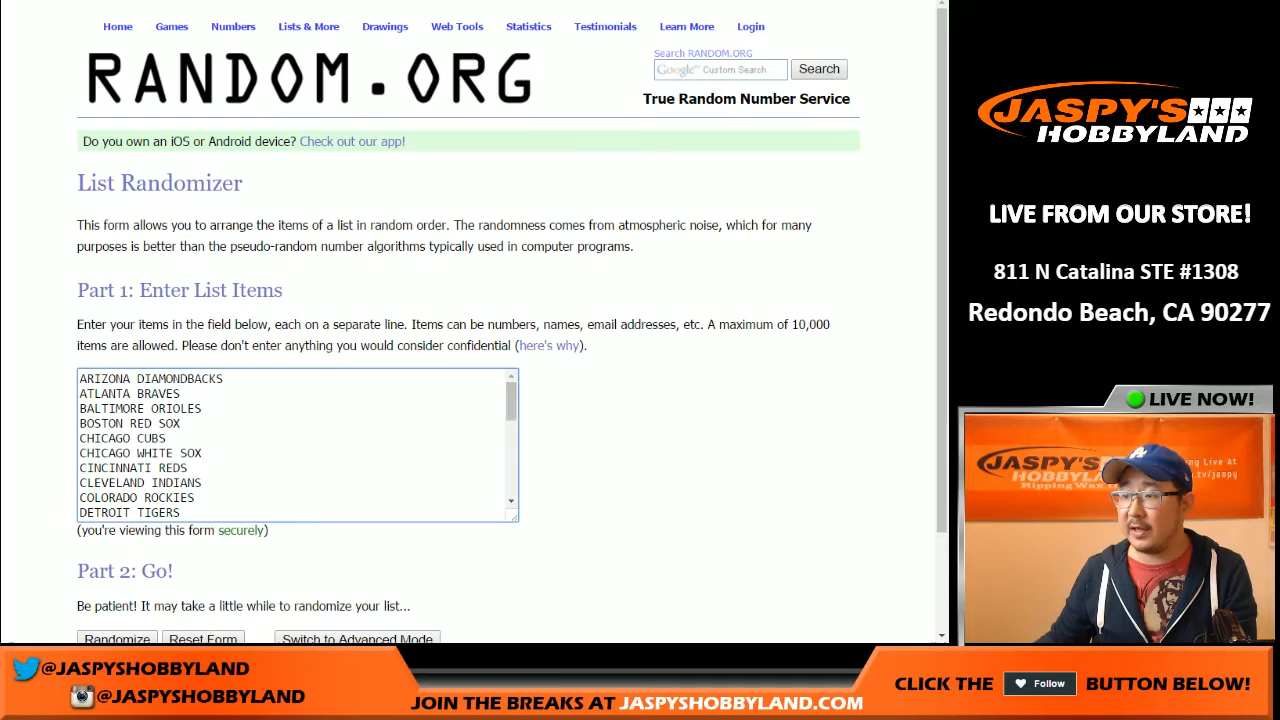 Home Games Numbers Lists & More Drawings Web Tools Statistics Testimonials Learn More Login
RANDOM.ORG
Search RANDOM.ORG
Google™ Custom Search Search
True Random Number Service
Do you own an iOS or Android device? Check out our app!
List Randomizer
This form allows you to arrange the items of a list in random order. The randomness comes from atmospheric noise, which for many
purposes is better than the pseudo-random number algorithms typically used in computer programs.
Part 1: Enter List Items
Enter your items in the field below, each on a separate line. Items can be numbers, names, email addresses, etc. A maximum of 10,000
items are allowed. Please don't enter anything you would consider confidential (here's why).
ARIZONA DIAMONDBACKS
ATLANTA BRAVES
BALTIMORE ORIOLES
BOSTON RED SOX
CHICAGO CUBS
CHICAGO WHITE SOX
CINCINNATI REDS
CLEVELAND INDIANS
COLORADO ROCKIES
DETROIT TIGERS
(you're viewing this form securely)
Part 2: Go!
Be patient! It may take a little while to randomize your list...
Randomize Reset Form Switch to Advanced Mode
JASPY'S
HOBBYLAND
LIVE FROM OUR STORE!
811 N Catalina STE #1308
Redondo Beach, CA 90277
LIVE NOW!
JASPY'S
Live at
Ripping Wax
.tv/jaspy
@JASPYSHOBBYLAND
@JASPYSHOBBYLAND
JOIN THE BREAKS AT JASPYSHOBBYLAND.COM
CLICK THE Follow BUTTON BELOW!